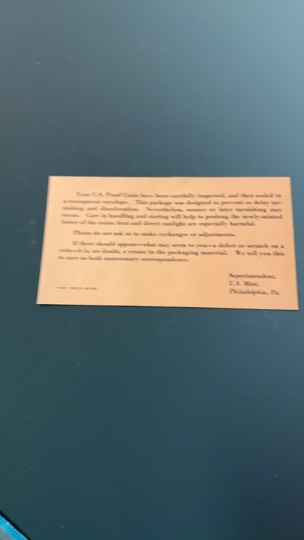 Your U.S. Proof Coins have been carefully inspected, and then sealed in
a transparent envelope. This package was designed to prevent or delay tar-
nishing and discoloration. Nevertheless, sooner or later tarnishing may
occur. Care in handling and storing will help to prolong the newly-minted
luster of the coins; heat and direct sunlight are especially harmful.
Please do not ask us to make exchanges or adjustments.
If there should appear—what may seem to you—a defect or scratch on a
coin—it is, no doubt, a crease in the packaging material. We tell you this
to save us both unnecessary correspondence.
Superintendent,
U.S. Mint,
Philadelphia, Pa.